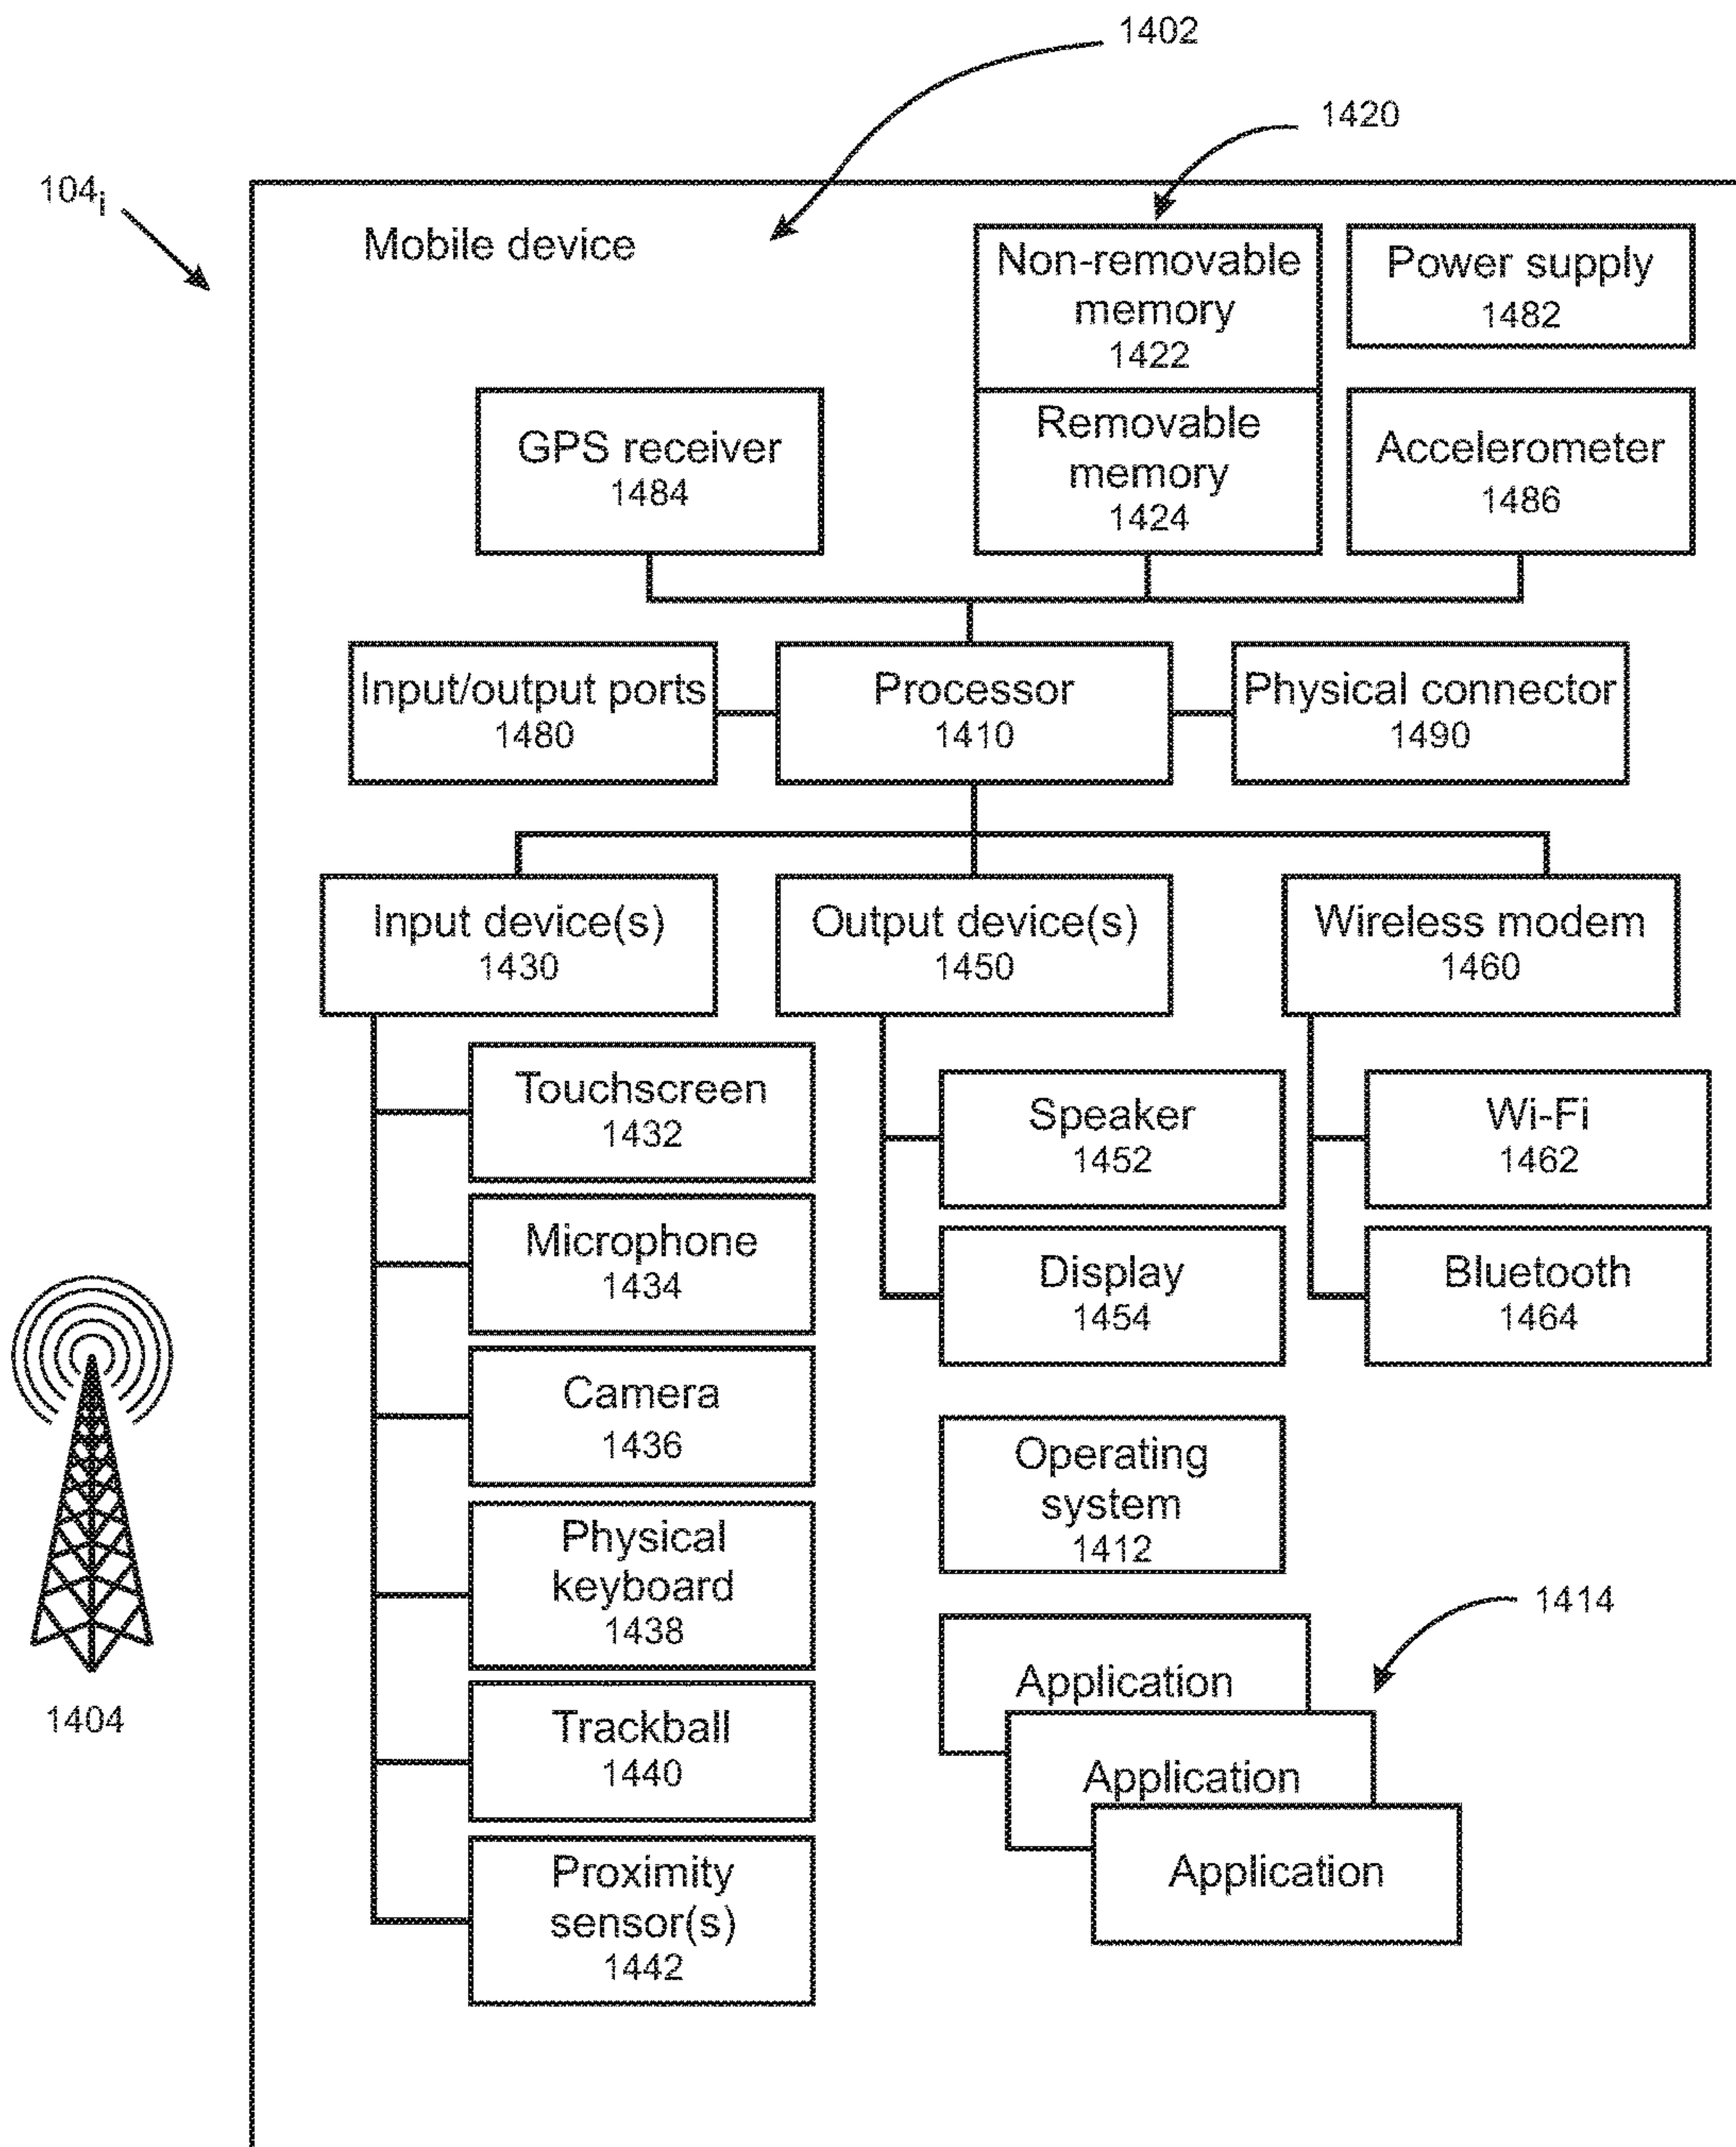 1402
1420
104i
Mobile device
Non-removable
memory
1422
Power supply
1482
GPS receiver
1484
Removable
memory
1424
Accelerometer
1486
Input/output ports
1480
Processor
1410
Physical connector
1490
Input device(s)
1430
Output device(s)
1450
Wireless modem
1460
Touchscreen
1432
Speaker
1452
Wi-Fi
1462
Microphone
1434
Display
1454
Bluetooth
1464
Camera
1436
Operating
system
1412
Physical
keyboard
1438
1414
Application
1404
Trackball
1440
Application
Proximity
sensor(s)
1442
Application